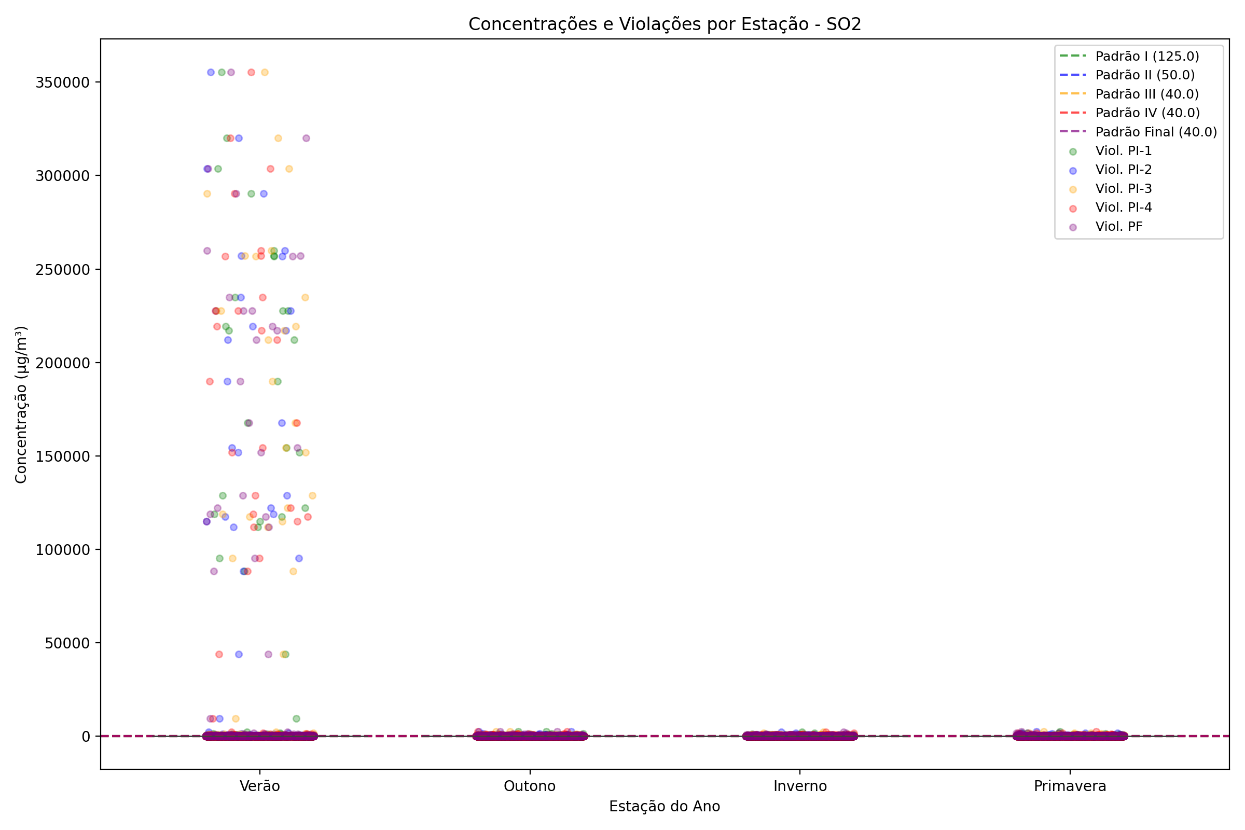 Concentrações e Violações por Estação - SO2
Padrão I (125.0)
Padrão II (50.0)
Padrão III (40.0)
Padrão IV (40.0)
Padrão Final (40.0)
Viol. PI-1
Viol. PI-2
Viol. PI-3
Viol. PI-4
Viol. PF
Concentração (μg/m³)
350000
300000
250000
200000
150000
100000
50000
0
Verão
Outono
Inverno
Primavera
Estação do Ano